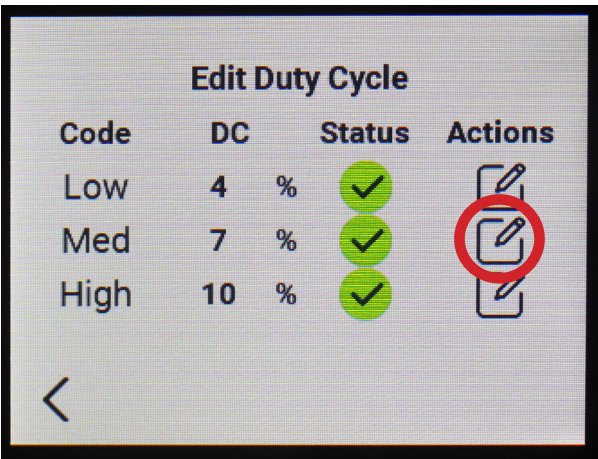 Edit Duty Cycle
Code DC Status Actions
Low 4 %
Med 7 %
High 10 %